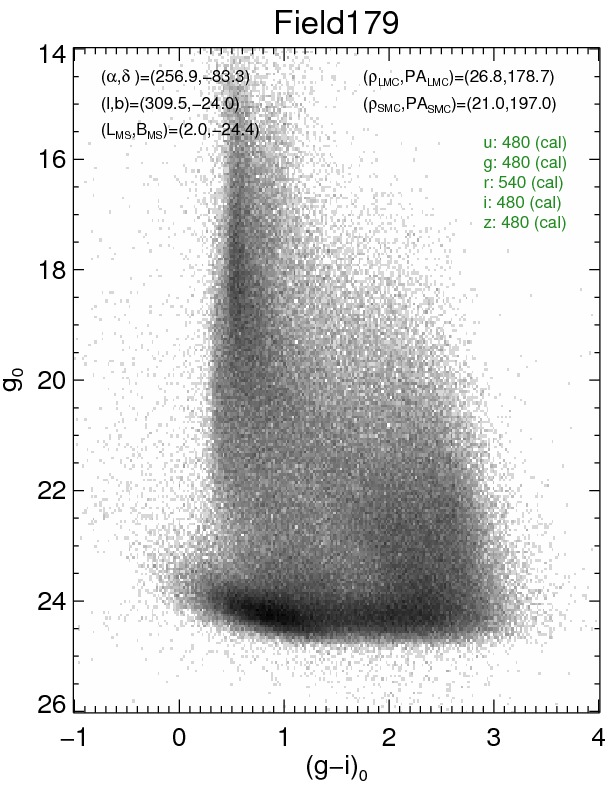 Field179
(α,δ )=(256.9,−83.3)
(ρLMC,PALMC)=(26.8,178.7)
(l,b)=(309.5,−24.0)
(ρSMC,PASMC)=(21.0,197.0)
(LMS,BMS)=(2.0,−24.4)
u: 480 (cal)
g: 480 (cal)
r: 540 (cal)
i: 480 (cal)
z: 480 (cal)
14
16
18
20
22
24
26
g0
−1 0 1 2 3 4
(g−i)0